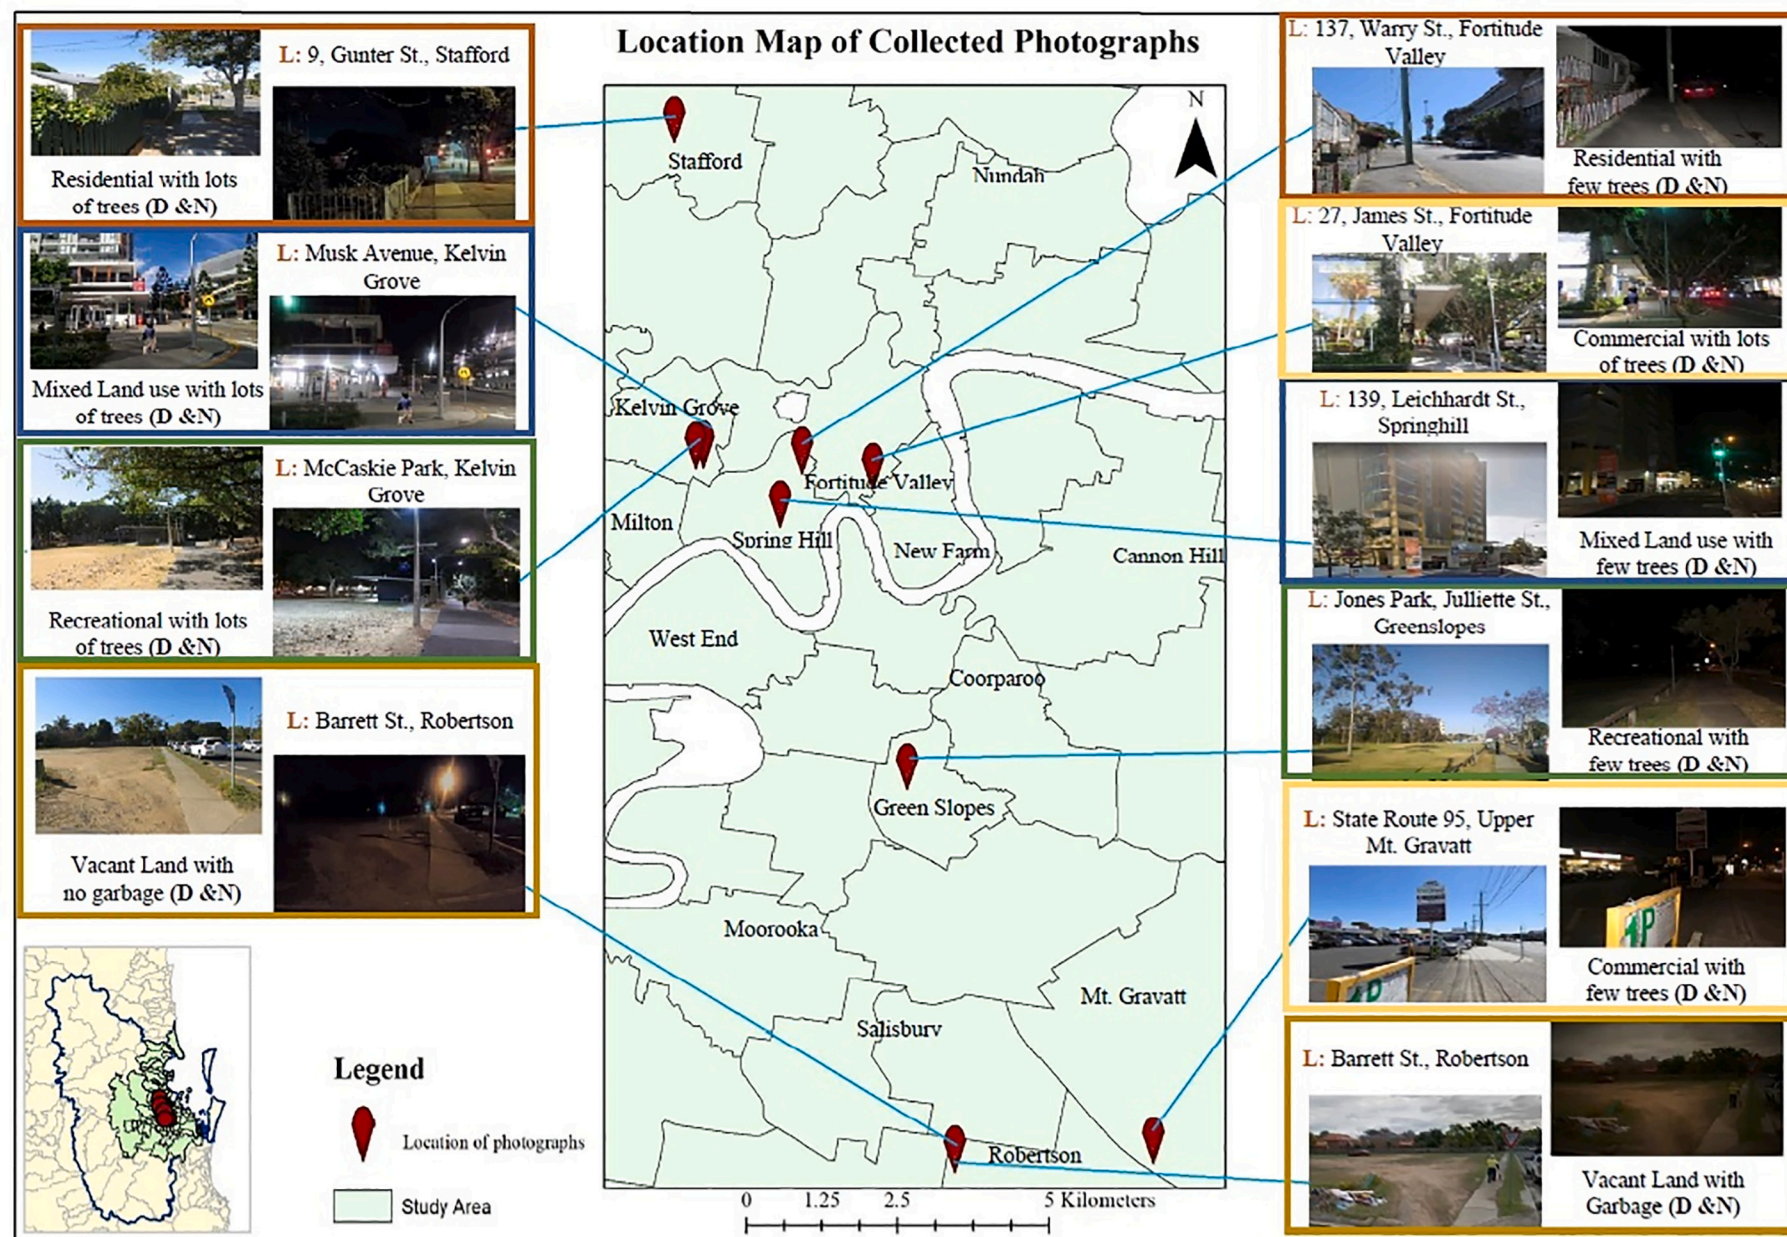 Location Map of Collected Photographs
L: 9, Gunter St., Stafford
Residential with lots
of trees (D &N)
L: Musk Avenue, Kelvin
Grove
Mixed Land use with lots
of trees (D &N)
L: McCaskie Park, Kelvin
Grove
Recreational with lots
of trees (D &N)
L: Barrett St., Robertson
Vacant Land with
no garbage (D &N)
Legend
Location of photographs
Study Area
N
Stafford
Nundah
Kelvin Grove
Fortitude Valley
Milton
Spring Hill
New Farm
Cannon Hill
West End
Coorparoo
Green Slopes
Moorooka
Mt. Gravatt
Salisbury
Robertson
0 1.25 2.5 5 Kilometers
L: 137, Warry St., Fortitude
Valley
Residential with
few trees (D &N)
L: 27, James St., Fortitude
Valley
Commercial with lots
of trees (D &N)
L: 139, Leichhardt St.,
Springhill
Mixed Land use with
few trees (D &N)
L: Jones Park, Julliette St.,
Greenslopes
Recreational with
few trees (D &N)
L: State Route 95, Upper
Mt. Gravatt
1P
Commercial with
few trees (D &N)
L: Barrett St., Robertson
Vacant Land with
Garbage (D &N)